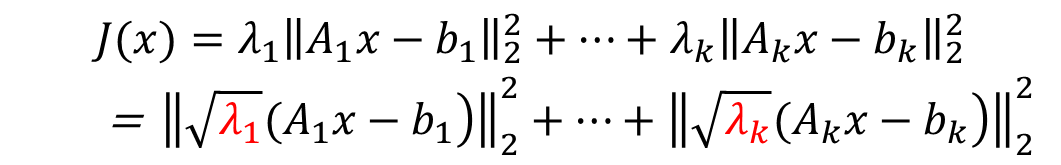 J(x) = λ₁‖A₁x − b₁‖₂² + ⋯ + λₖ‖Aₖx − bₖ‖₂²
= ‖√λ₁(A₁x − b₁)‖₂² + ⋯ + ‖√λₖ(Aₖx − bₖ)‖₂²